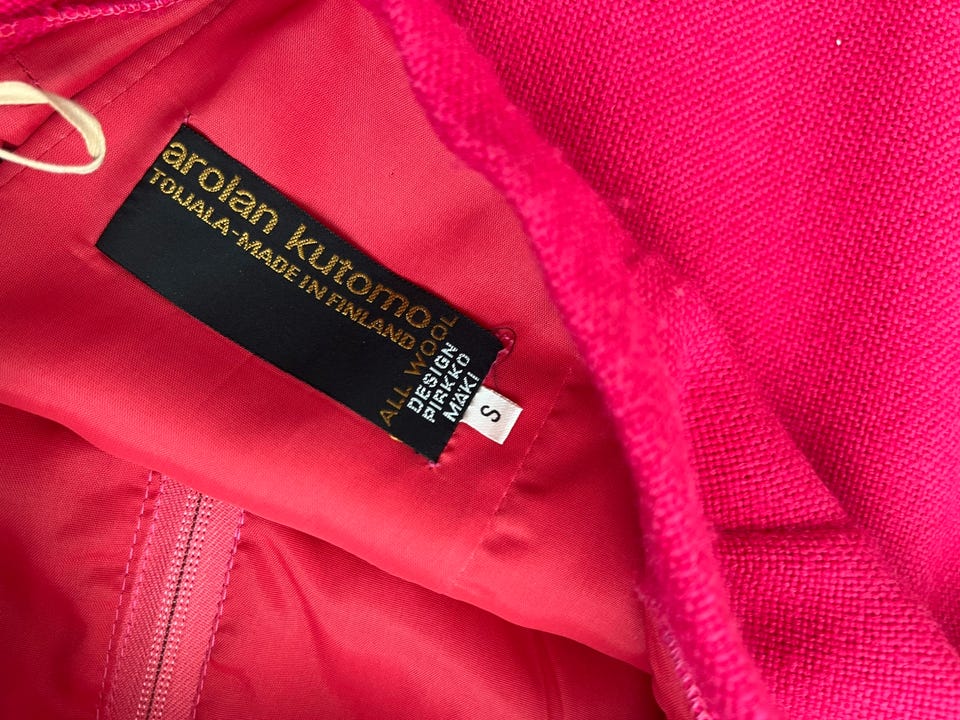 arolan kutomo
TOIJALA-MADE IN FINLAND
ALL WOOL
DESIGN
PIRKKO
MÄKI
S